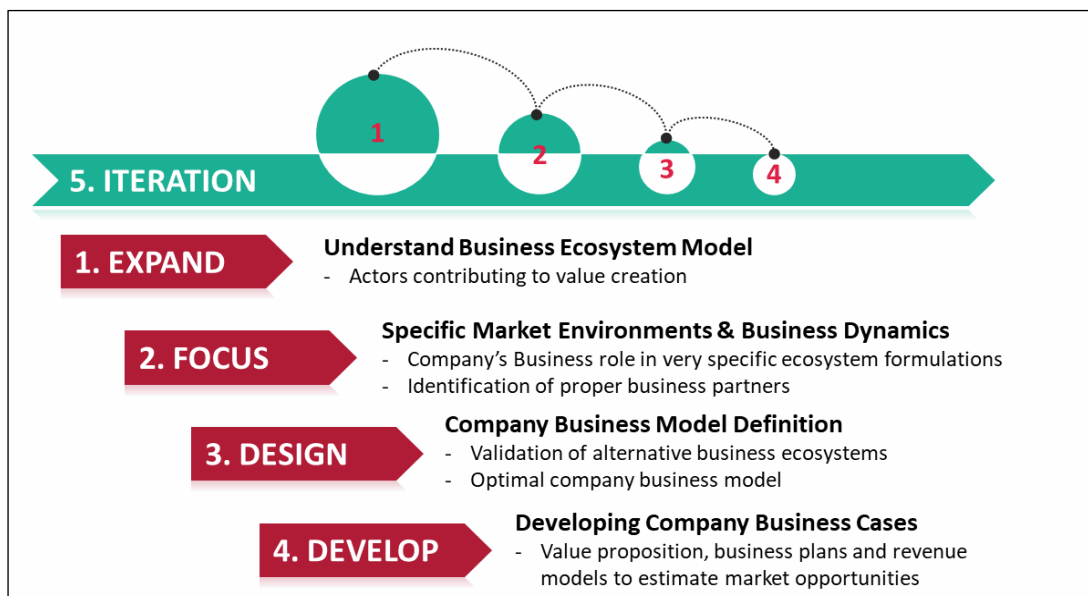 1
2
3
4
5. ITERATION
1. EXPAND
Understand Business Ecosystem Model
- Actors contributing to value creation
2. FOCUS
Specific Market Environments & Business Dynamics
- Company’s Business role in very specific ecosystem formulations
- Identification of proper business partners
3. DESIGN
Company Business Model Definition
- Validation of alternative business ecosystems
- Optimal company business model
4. DEVELOP
Developing Company Business Cases
- Value proposition, business plans and revenue
models to estimate market opportunities